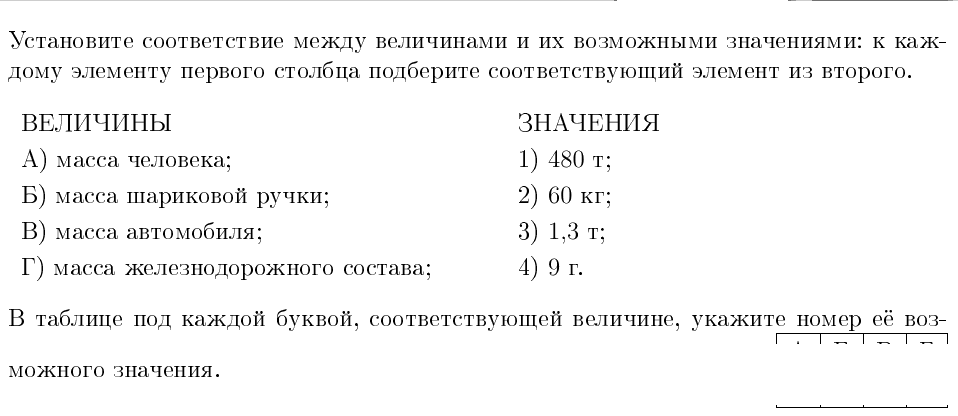 Установите соответствие между величинами и их возможными значениями: к каж-
дому элементу первого столбца подберите соответствующий элемент из второго.
ВЕЛИЧИНЫ ЗНАЧЕНИЯ
А) масса человека; 1) 480 т;
Б) масса шариковой ручки; 2) 60 кг;
В) масса автомобиля; 3) 1,3 т;
Г) масса железнодорожного состава; 4) 9 г.
В таблице под каждой буквой, соответствующей величине, укажите номер её воз-
можного значения.